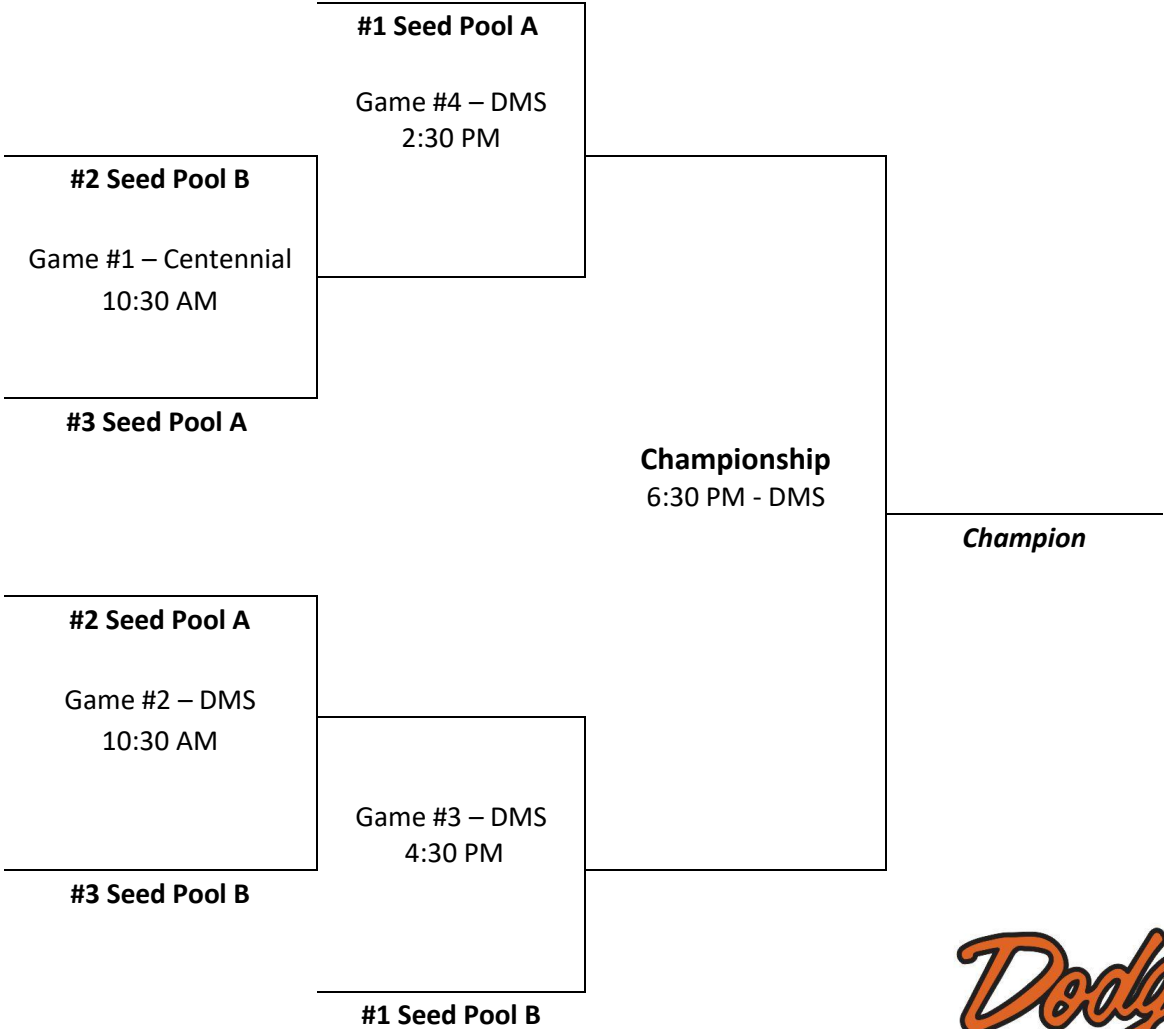 #1 Seed Pool A
Game #4 – DMS
2:30 PM
#2 Seed Pool B
Game #1 – Centennial
10:30 AM
#3 Seed Pool A
Championship
6:30 PM - DMS
Champion
#2 Seed Pool A
Game #2 – DMS
10:30 AM
Game #3 – DMS
4:30 PM
#3 Seed Pool B
#1 Seed Pool B